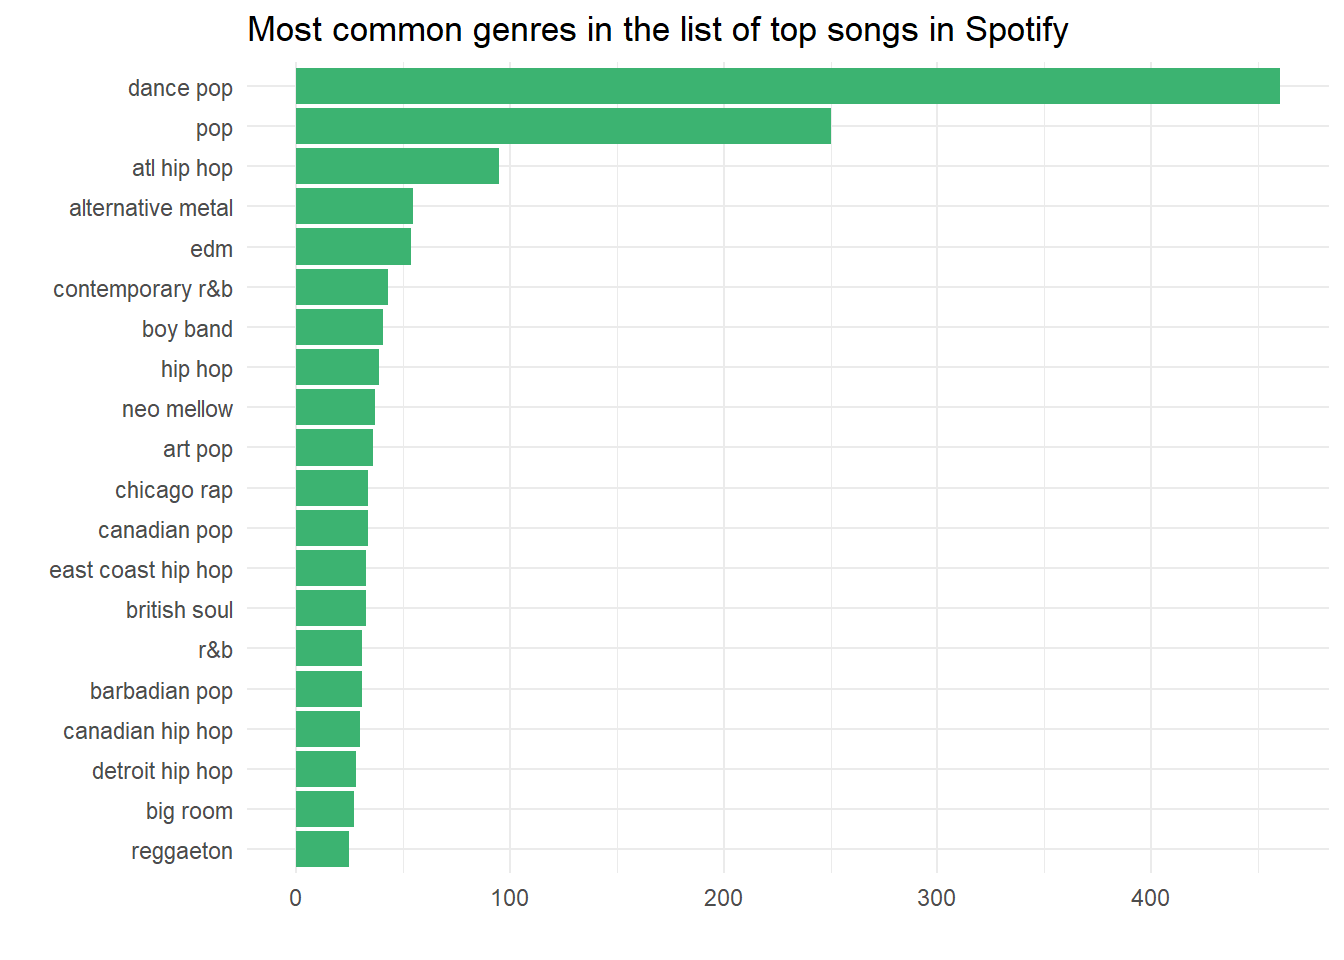 Most common genres in the list of top songs in Spotify
dance pop
pop
atl hip hop
alternative metal
edm
contemporary r&b
boy band
hip hop
neo mellow
art pop
chicago rap
canadian pop
east coast hip hop
british soul
r&b
barbadian pop
canadian hip hop
detroit hip hop
big room
reggaeton
0 100 200 300 400